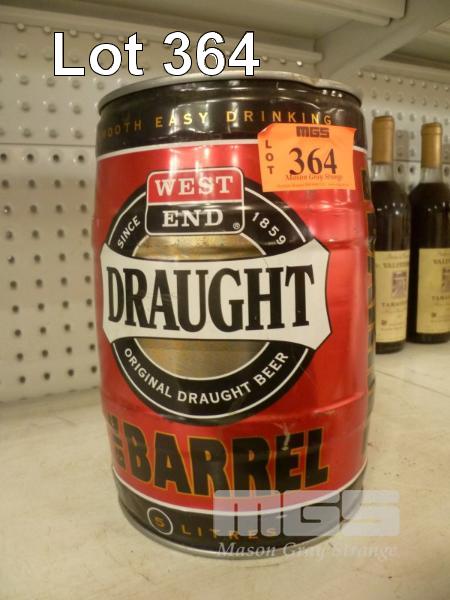 Lot 364
SMOOTH EASY DRINKING
MGS
LOT
364
Mason Gray Strange
WEST
END
SINCE 1859
DRAUGHT
ORIGINAL DRAUGHT BEER
BARREL
5 LITRES
MGS
Mason Gray Strange